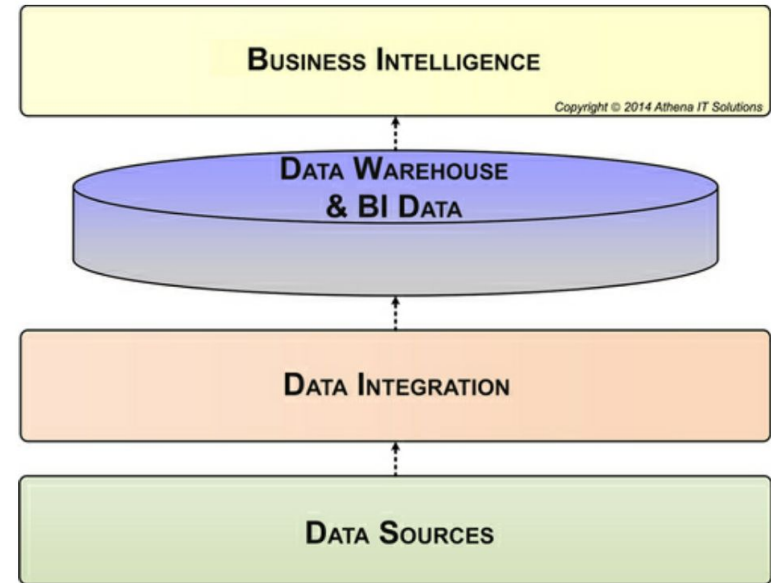 BUSINESS INTELLIGENCE
Copyright © 2014 Athena IT Solutions
DATA WAREHOUSE
& BI DATA
DATA INTEGRATION
DATA SOURCES